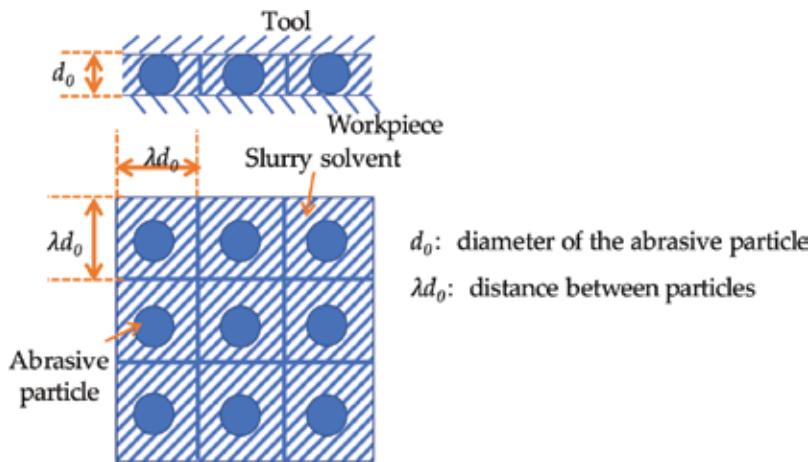 Tool
d₀
Workpiece
λd₀
Slurry solvent
λd₀
d₀: diameter of the abrasive particle
λd₀: distance between particles
Abrasive
particle